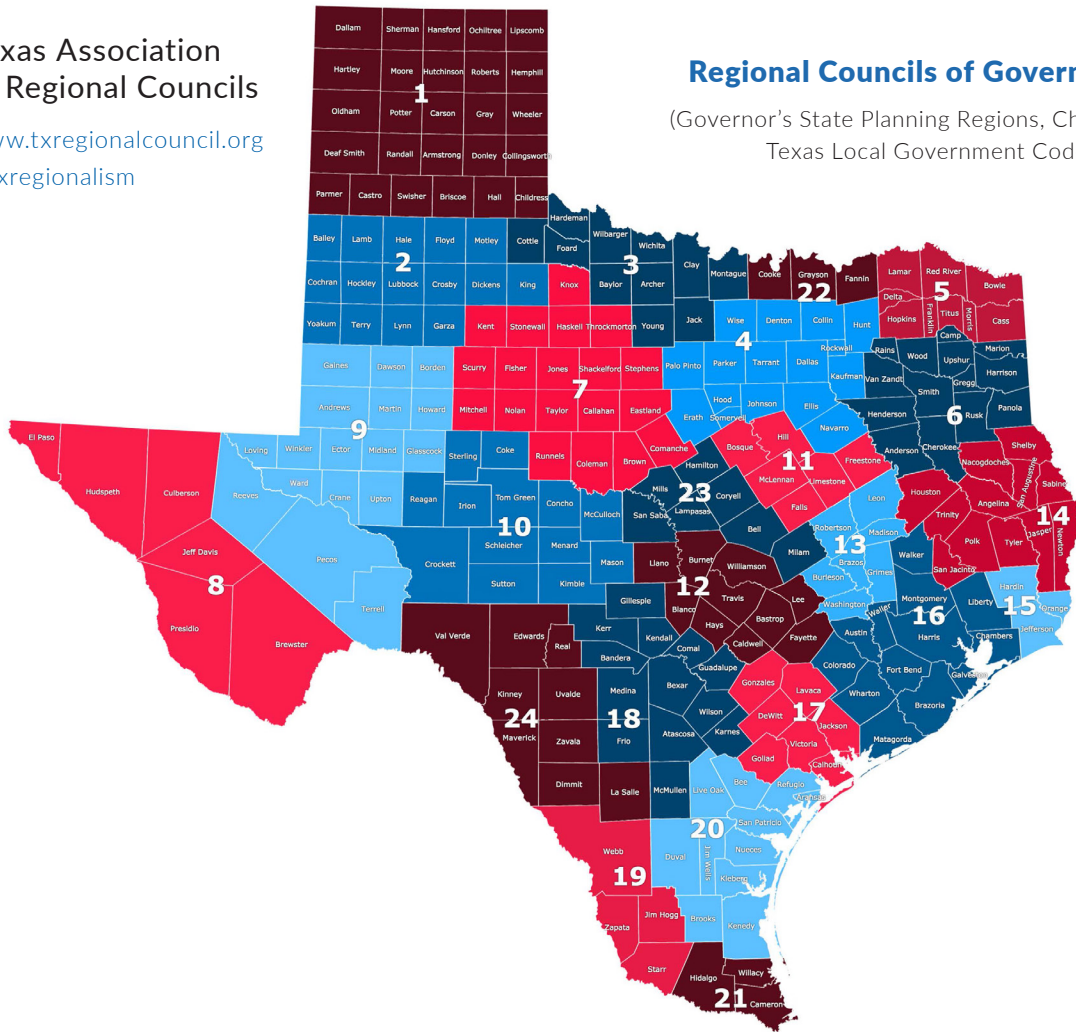 xas Association
Regional Councils
w.txregionalcouncil.org
xregionalism
Regional Councils of Govern
(Governor's State Planning Regions, Ch
Texas Local Government Cod
Dallam Sherman Hansford Ochiltree Lipscomb
Hartley Moore Hutchinson Roberts Hemphill
1
Oldham Potter Carson Gray Wheeler
Deaf Smith Randall Armstrong Donley Collingsworth
Parmer Castro Swisher Briscoe Hall Childress
Bailey Lamb Hale Floyd Motley Cottle Hardeman Foard Wilbarger Wichita Clay Montague Cooke Grayson Fannin Lamar Red River Bowie
2 3 22 5
Cochran Hockley Lubbock Crosby Dickens King Knox Baylor Archer Delta Hopkins Franklin Titus Morris Cass Camp
Yoakum Terry Lynn Garza Kent Stonewall Haskell Throckmorton Young Jack Wise Denton Collin Hunt Rockwall Rains Wood Upshur Marion Harrison
4
Gaines Dawson Borden Scurry Fisher Jones Shackelford Stephens Palo Pinto Parker Tarrant Dallas Kaufman Van Zandt Smith Gregg
7 6
Andrews Martin Howard Mitchell Nolan Taylor Callahan Eastland Erath Hood Somervell Johnson Ellis Navarro Henderson Rusk Panola
9
Loving Winkler Ector Midland Glasscock Sterling Coke Runnels Coleman Brown Comanche Bosque Hill Freestone Anderson Cherokee Nacogdoches Shelby
11
El Paso Hudspeth Culberson Reeves Ward Crane Upton Reagan Irion Tom Green Concho McCulloch San Saba Mills Hamilton Lampasas Coryell McLennan Limestone Falls Leon Houston San Augustine Sabine
10 23 14
Jeff Davis Pecos Crockett Schleicher Menard Mason Llano Burnet Bell Milam Robertson Brazos Madison Walker Trinity Angelina Polk Tyler Jasper Newton
8 13
Presidio Brewster Terrell Sutton Kimble Gillespie Blanco Williamson Travis Lee Burleson Grimes Washington San Jacinto Montgomery Liberty Hardin Orange Jefferson
12 16 15
Val Verde Edwards Real Kerr Bandera Kendall Comal Hays Caldwell Bastrop Fayette Austin Waller Harris Chambers
Kinney Uvalde Medina Bexar Guadalupe Gonzales Lavaca Colorado Fort Bend Galveston
24 18 17
Maverick Zavala Frio Atascosa Wilson Karnes DeWitt Jackson Wharton Brazoria Matagorda
Dimmit La Salle McMullen Live Oak Bee Goliad Victoria Calhoun Refugio Aransas
20
Webb Duval Jim Wells San Patricio Nueces Kleberg
19
Zapata Jim Hogg Brooks Kenedy
Starr Hidalgo Willacy Cameron
21